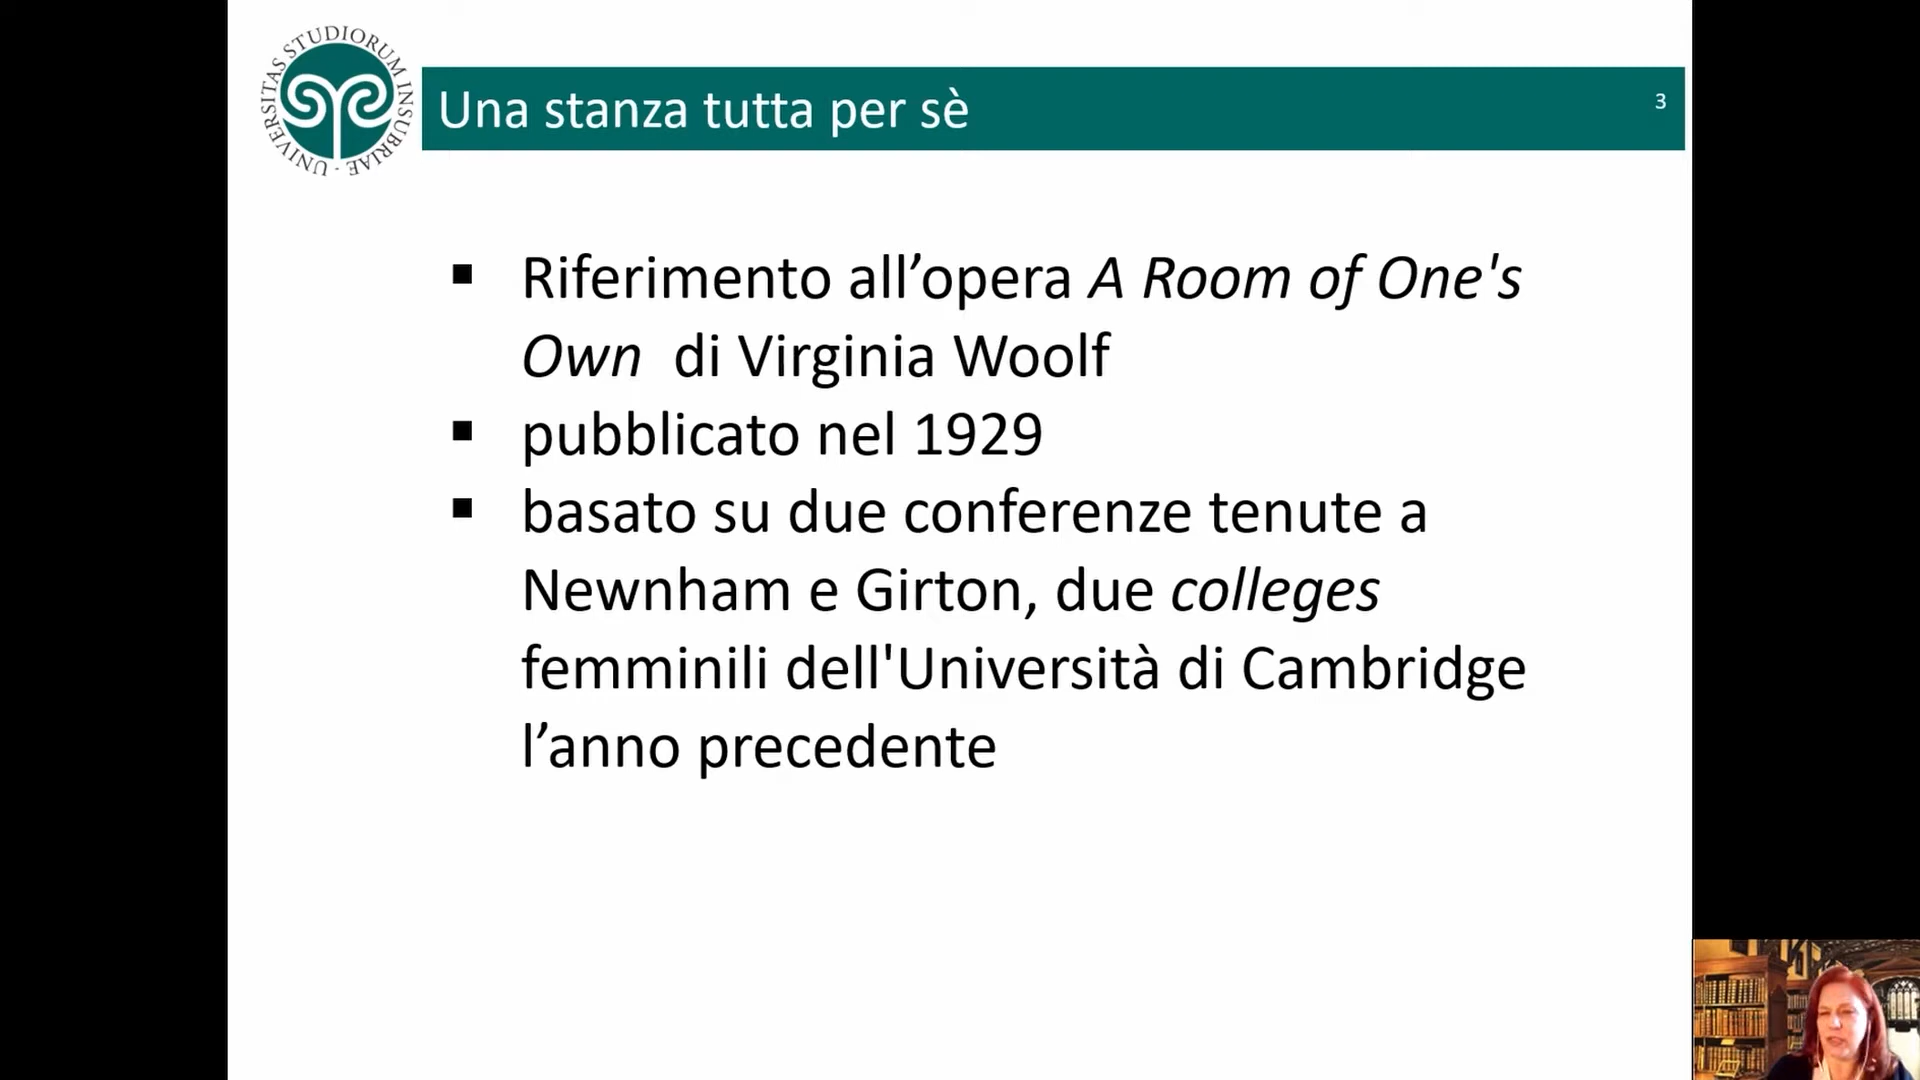 UNIVERSITAS STUDIORUM INSUBRIAE
Una stanza tutta per sè
3
▪ Riferimento all’opera A Room of One's
Own di Virginia Woolf
▪ pubblicato nel 1929
▪ basato su due conferenze tenute a
Newnham e Girton, due colleges
femminili dell'Università di Cambridge
l’anno precedente